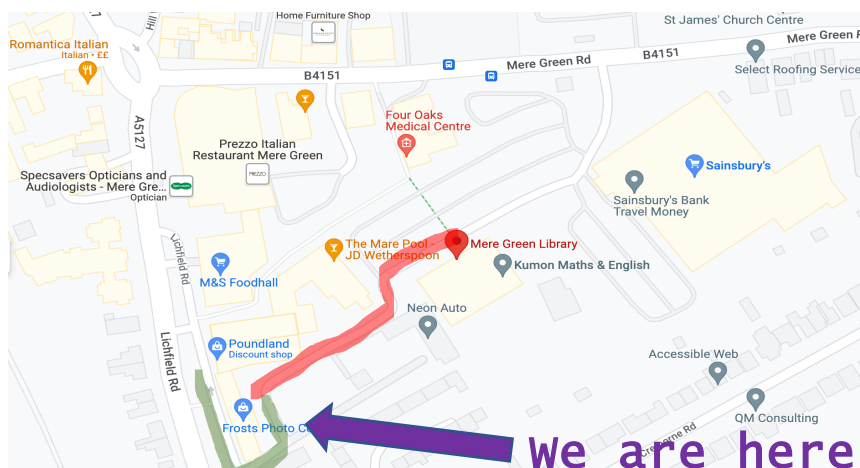 Home Furniture Shop
St James' Church Centre
Romantica Italian
Italian • ££
B4151
Mere Green Rd
B4151
Mere Green
Select Roofing Service
A5127
Four Oaks
Medical Centre
Prezzo Italian
Restaurant Mere Green
PREZZO
Specsavers Opticians and
Audiologists - Mere Gre...
Optician
Sainsbury's
Sainsbury's Bank
Travel Money
Lichfield Rd
The Mare Pool -
JD Wetherspoon
Mere Green Library
Kumon Maths & English
M&S Foodhall
Neon Auto
Lichfield Rd
Poundland
Discount shop
Accessible Web
Frosts Photo C
QM Consulting
we are here